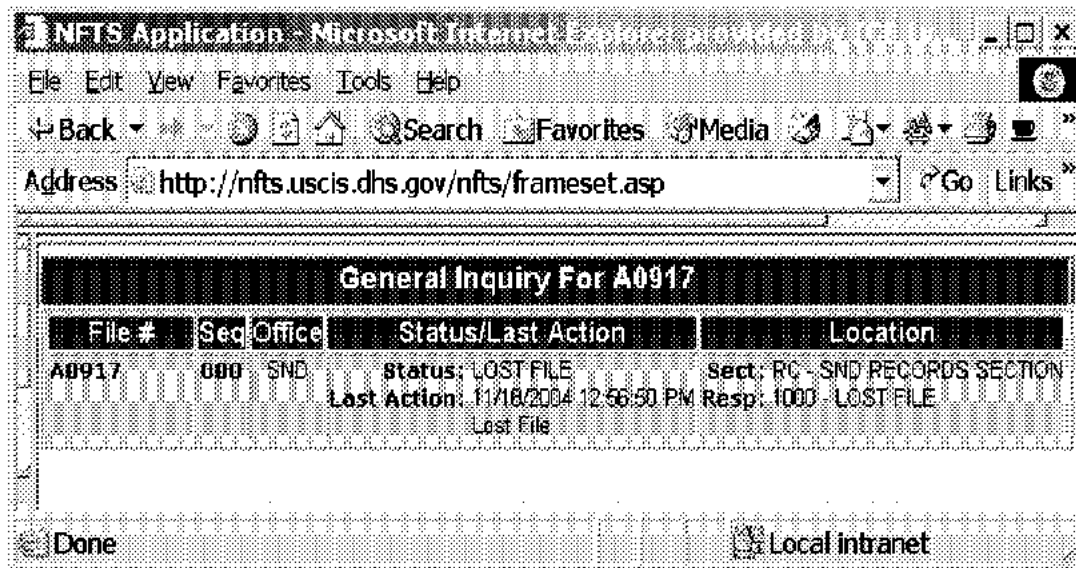 NFTS Application - Microsoft Internet Explorer provided by
File Edit View Favorites Tools Help
Back Search Favorites Media »
Address http://nfts.uscis.dhs.gov/nfts/frameset.asp Go Links »
General Inquiry For A0917
File # Seq Office Status/Last Action Location
A0917 000 SND Status: LOST FILE Sect: RC - SND RECORDS SECTION
Last Action: 11/18/2004 12:56:50 PM Resp: 1000 - LOST FILE
Lost File
Done Local intranet